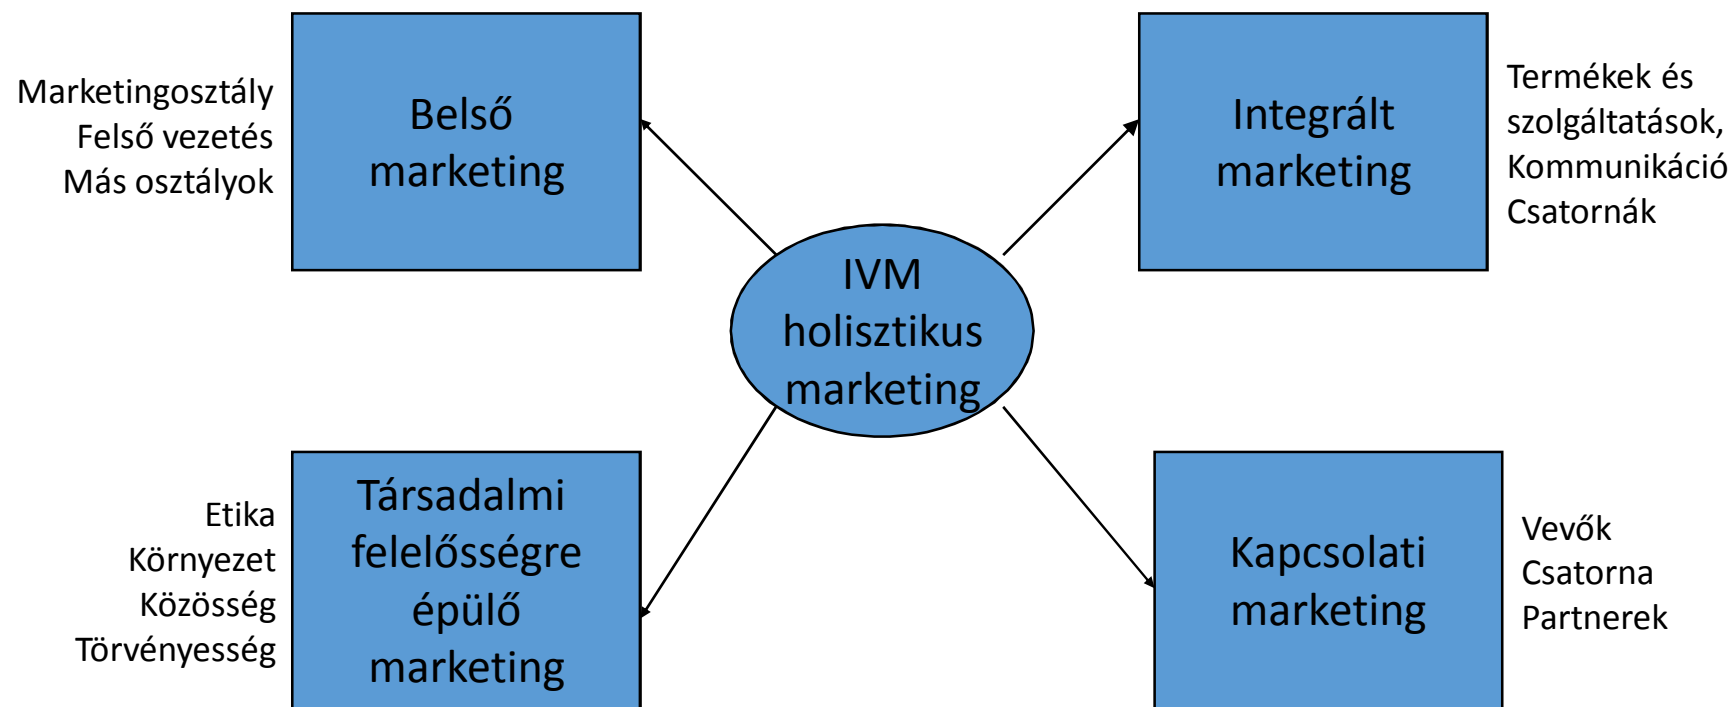 Marketingosztály
Felső vezetés
Más osztályok
Belső
marketing
Integrált
marketing
Termékek és
szolgáltatások,
Kommunikáció
Csatornák
IVM
holisztikus
marketing
Etika
Környezet
Közösség
Törvényesség
Társadalmi
felelősségre
épülő
marketing
Kapcsolati
marketing
Vevők
Csatorna
Partnerek